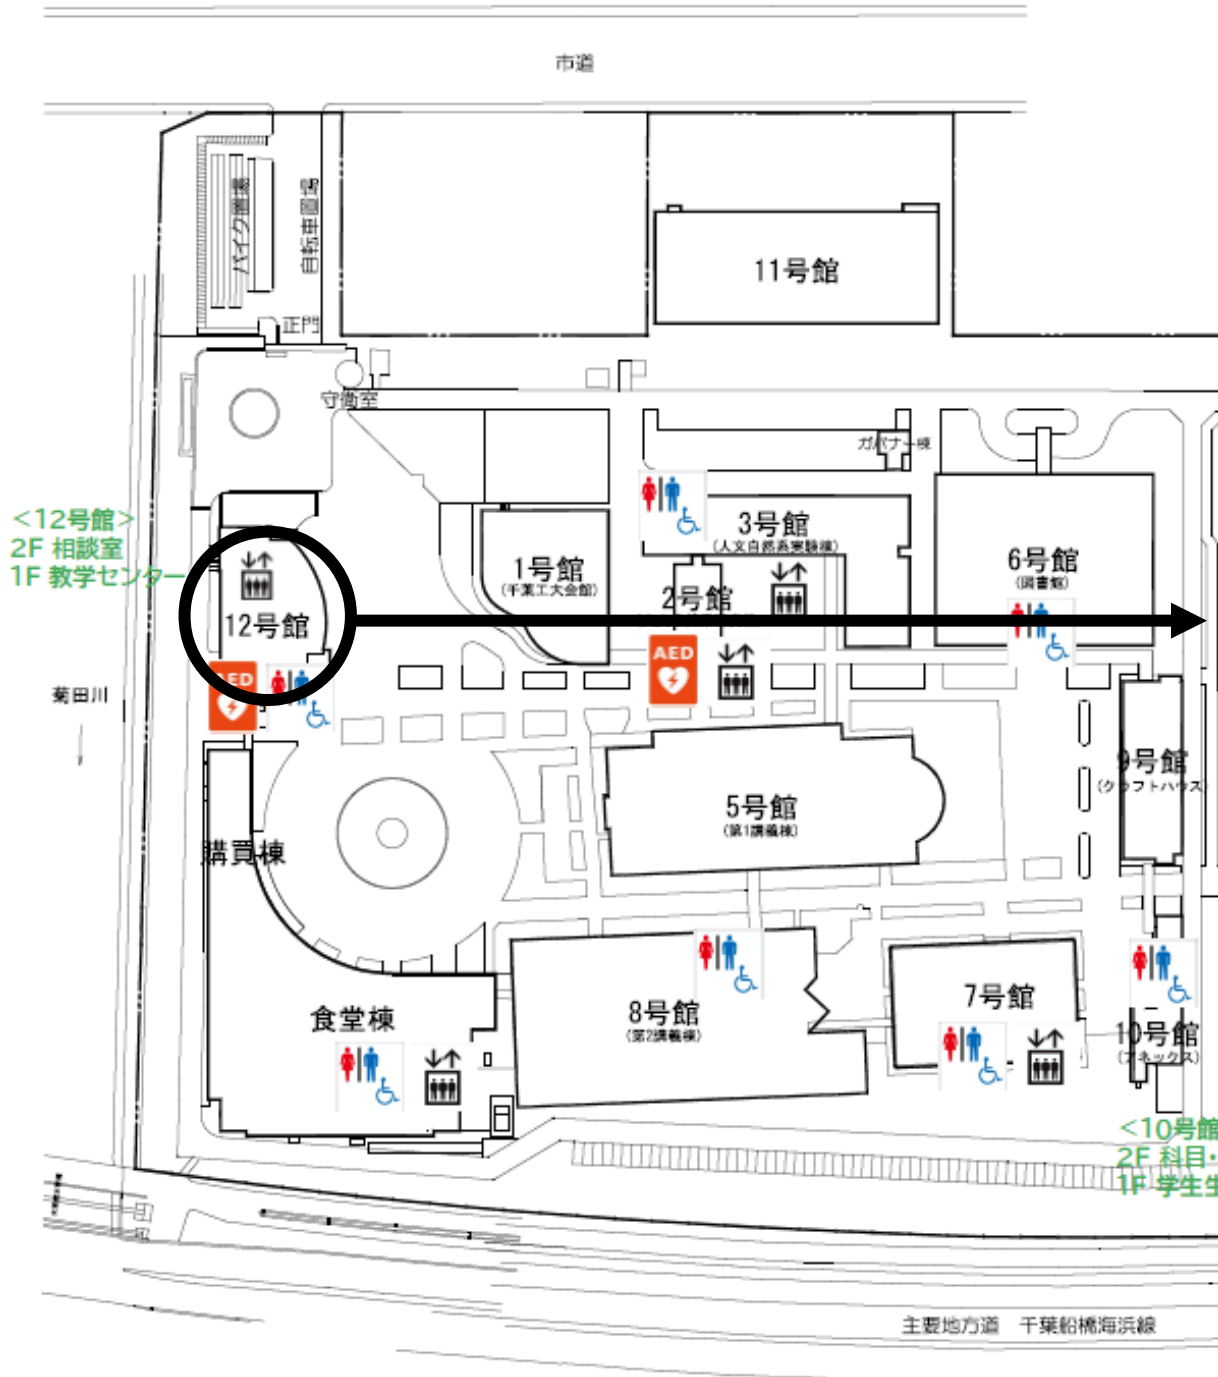 市道
バイク置場
自転車置場
11号館
正門
守衛室
ガバナー棟
<12号館>
2F 相談室
1F 教学センター
12号館
1号館
(千葉工大会館)
3号館
(人文自然系実験棟)
2号館
6号館
(図書館)
AED
AED
菊田川
9号館
(クラフトハウス)
5号館
(第1講義棟)
購買棟
食堂棟
8号館
(第2講義棟)
7号館
10号館
(アネックス)
<10号館
2F 科目・
1F 学生生
主要地方道 千葉船橋海浜線